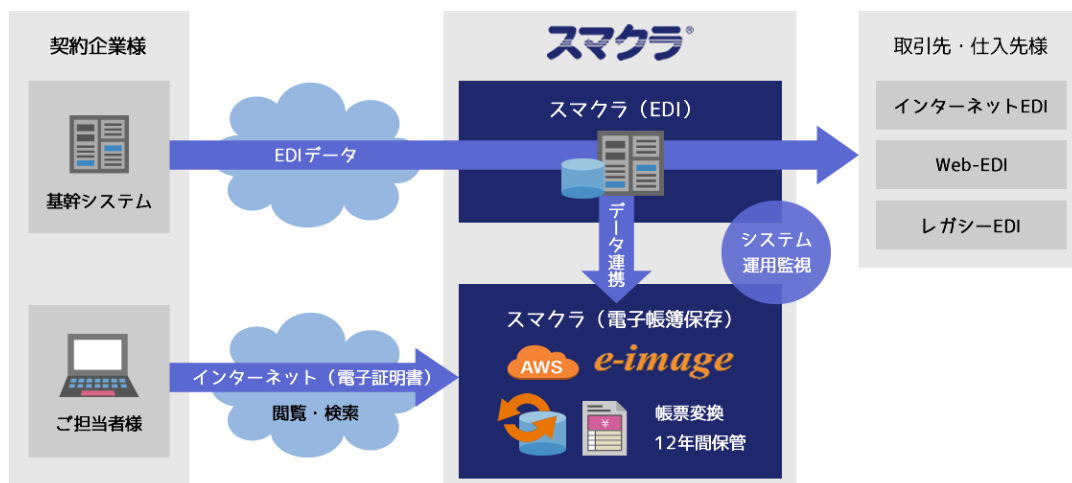 契約企業様
基幹システム
ご担当者様
EDIデータ
インターネット（電子証明書）
閲覧・検索
スマクラ®
スマクラ（EDI）
データ連携
システム
運用監視
スマクラ（電子帳簿保存）
AWS
e-image
¥
帳票変換
12年間保管
取引先・仕入先様
インターネットEDI
Web-EDI
レガシーEDI